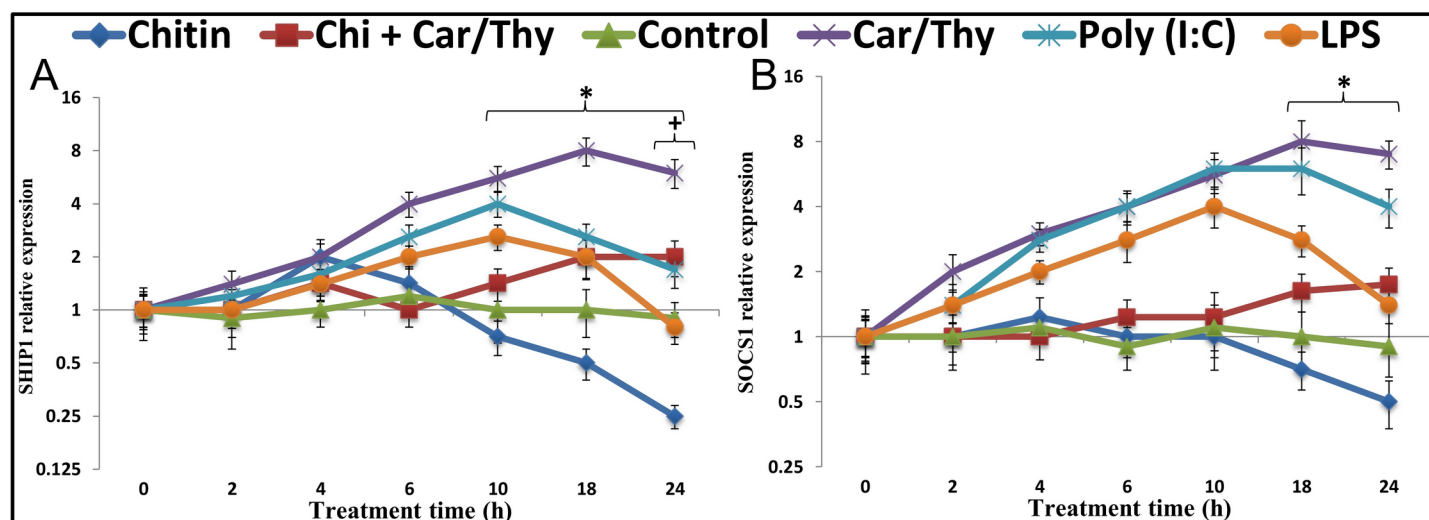 Chitin Chi + Car/Thy Control Car/Thy Poly (I:C) LPS
A
SHIP1 relative expression
16
8
4
2
1
0.5
0.25
0.125
*
+
0 2 4 6 10 18 24
Treatment time (h)
B
SOCS1 relative expression
16
8
4
2
1
0.5
0.25
*
0 2 4 6 10 18 24
Treatment time (h)